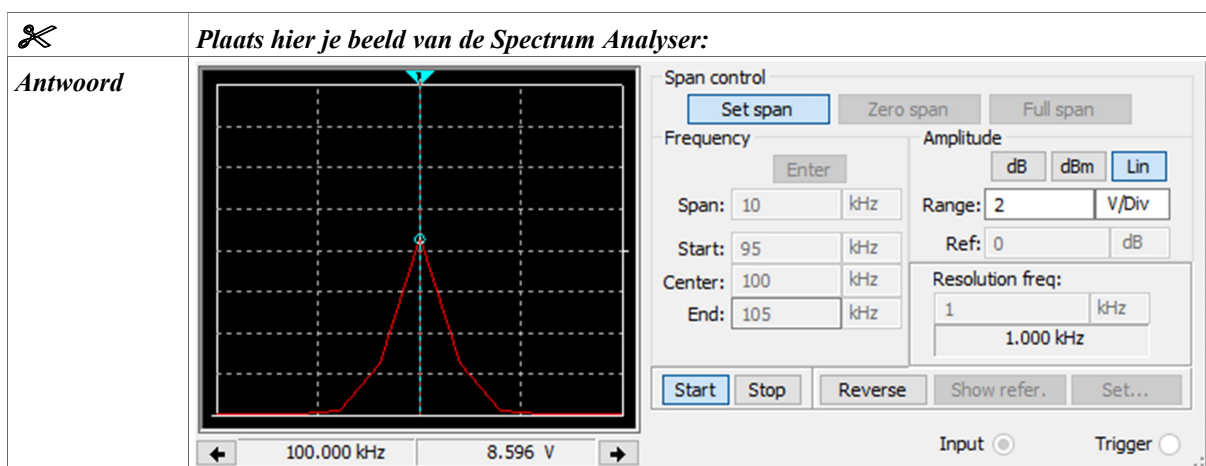 Plaats hier je beeld van de Spectrum Analyser:
Antwoord
1
Span control
Set span Zero span Full span
Frequency
Enter
Span: 10 kHz
Start: 95 kHz
Center: 100 kHz
End: 105 kHz
Amplitude
dB dBm Lin
Range: 2 V/Div
Ref: 0 dB
Resolution freq:
1 kHz
1.000 kHz
Start Stop Reverse Show refer. Set...
100.000 kHz 8.596 V
Input Trigger